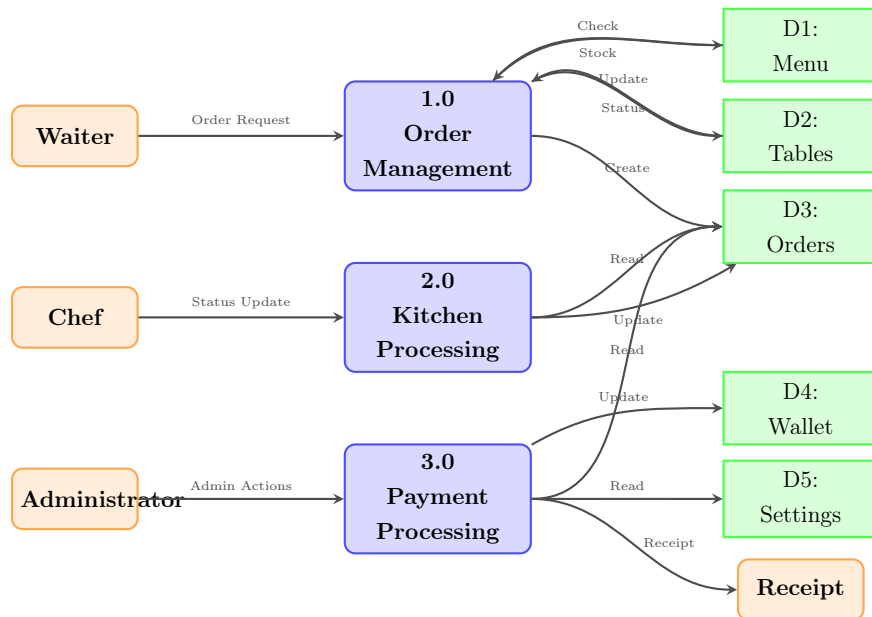 Check
Stock
D1:
Menu
Update
Status
D2:
Tables
Waiter
Order Request
1.0
Order
Management
Create
D3:
Orders
Chef
Status Update
2.0
Kitchen
Processing
Read
Update
Read
Update
D4:
Wallet
Administrator
Admin Actions
3.0
Payment
Processing
Read
D5:
Settings
Receipt
Receipt